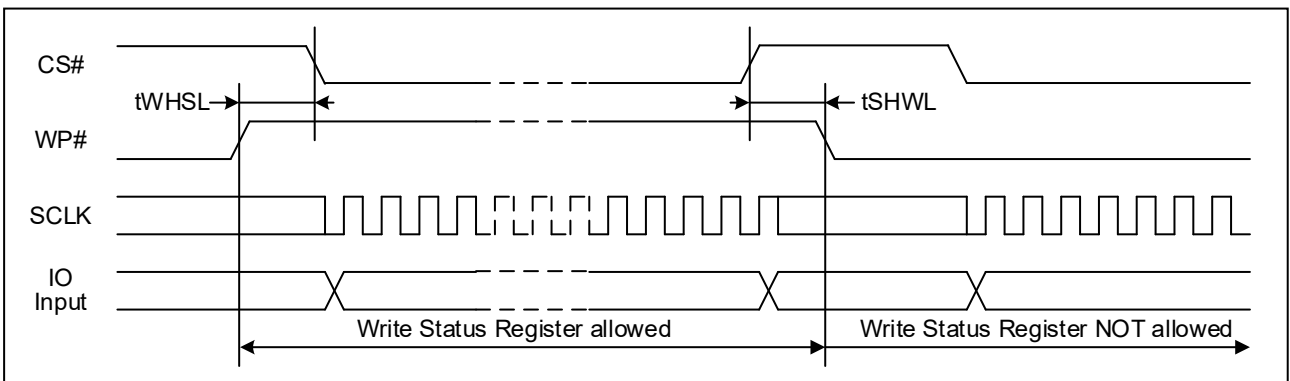 CS#
tWHSL
tSHWL
WP#
SCLK
IO
Input
Write Status Register allowed
Write Status Register NOT allowed